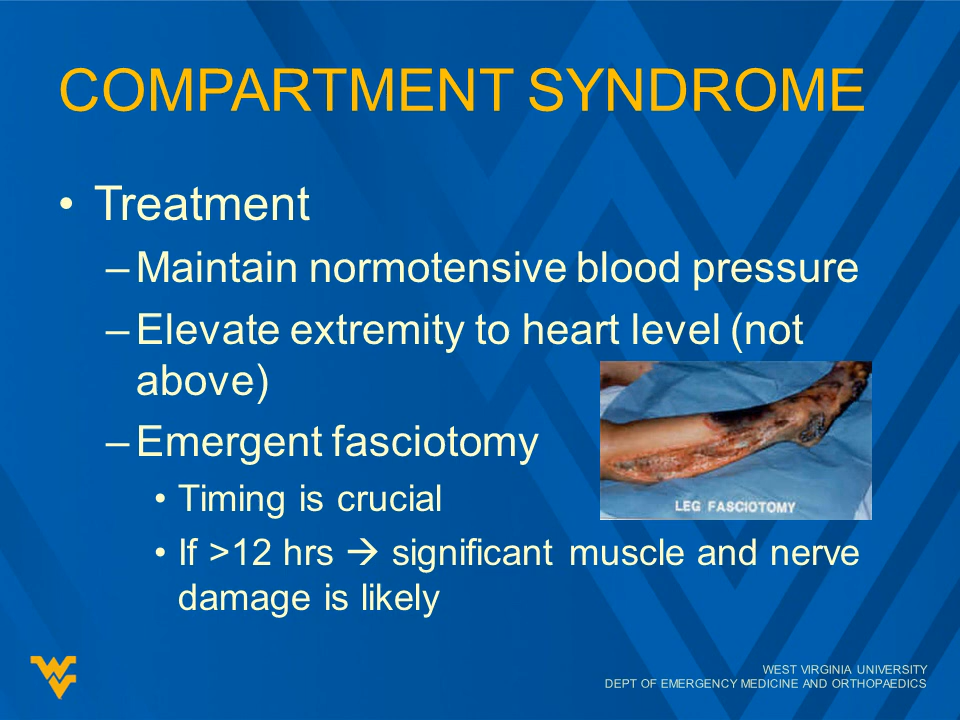 COMPARTMENT SYNDROME
• Treatment
– Maintain normotensive blood pressure
– Elevate extremity to heart level (not
above)
– Emergent fasciotomy
• Timing is crucial
• If >12 hrs → significant muscle and nerve
damage is likely
LEG FASCIOTOMY
WEST VIRGINIA UNIVERSITY
DEPT OF EMERGENCY MEDICINE AND ORTHOPAEDICS